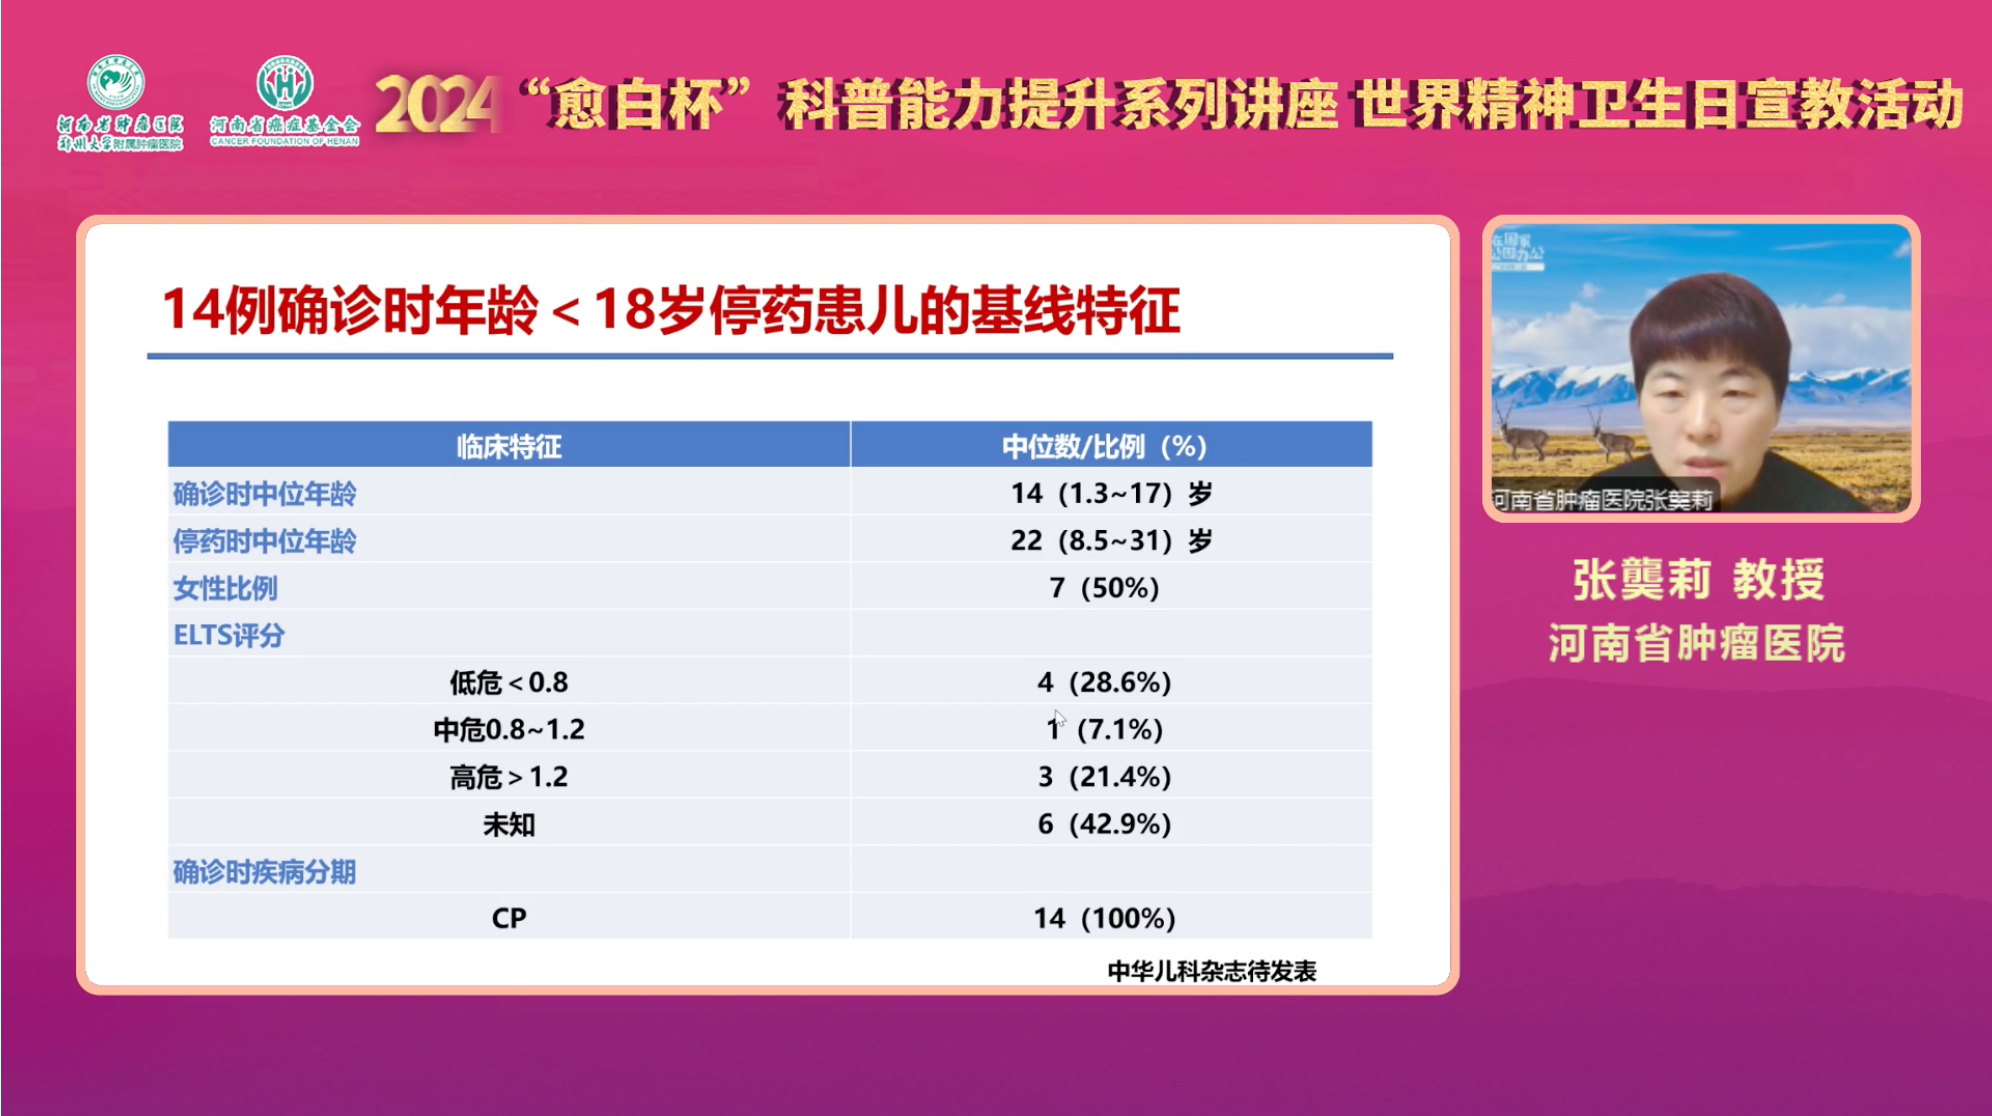 河南省肿瘤医院
郑州大学附属肿瘤医院
河南省癌症基金会
CANCER FOUNDATION OF HENAN
2024“愈白杯”科普能力提升系列讲座 世界精神卫生日宣教活动
14例确诊时年龄＜18岁停药患儿的基线特征
临床特征 中位数/比例（%）
确诊时中位年龄 14（1.3~17）岁
停药时中位年龄 22（8.5~31）岁
女性比例 7（50%）
ELTS评分
低危＜0.8 4（28.6%）
中危0.8~1.2 1（7.1%）
高危＞1.2 3（21.4%）
未知 6（42.9%）
确诊时疾病分期
CP 14（100%）
中华儿科杂志待发表
河南省肿瘤医院张龑莉
张龑莉 教授
河南省肿瘤医院